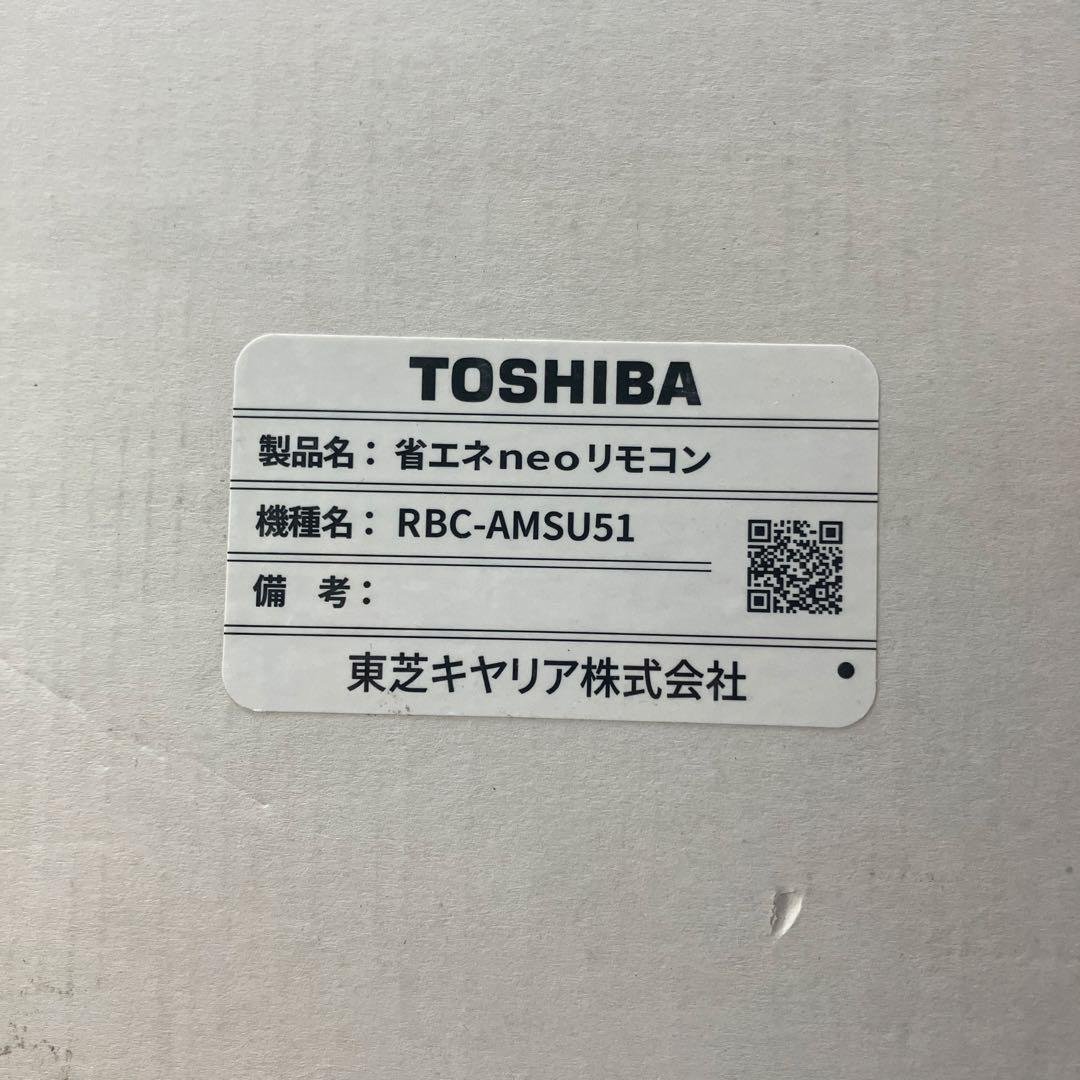 TOSHIBA
製品名：省エネneoリモコン
機種名：RBC-AMSU51
備　考：
東芝キヤリア株式会社